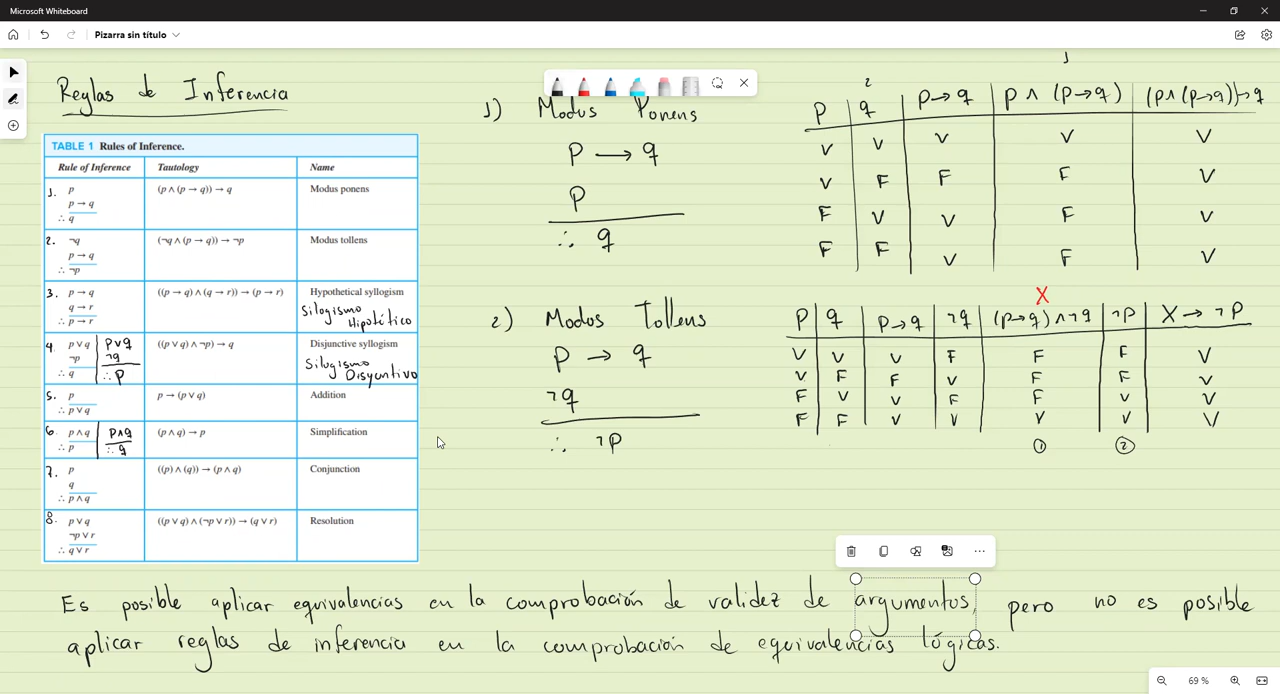 Microsoft Whiteboard
Pizarra sin título
Reglas de Inferencia
TABLE 1 Rules of Inference.
Rule of Inference Tautology Name
1. p
p → q
∴ q
(p ∧ (p → q)) → q
Modus ponens
2. ¬q
p → q
∴ ¬p
(¬q ∧ (p → q)) → ¬p
Modus tollens
3. p → q
q → r
∴ p → r
((p → q) ∧ (q → r)) → (p → r)
Hypothetical syllogism
Silogismo
Hipotético
4. p ∨ q
¬p
∴ q
p ∨ q
¬q
∴ p
((p ∨ q) ∧ ¬p) → q
Disjunctive syllogism
Silogismo
Disyuntivo
5. p
∴ p ∨ q
p → (p ∨ q)
Addition
6. p ∧ q
∴ p
p ∧ q
∴ q
(p ∧ q) → p
Simplification
7. p
q
∴ p ∧ q
((p) ∧ (q)) → (p ∧ q)
Conjunction
8. p ∨ q
¬p ∨ r
∴ q ∨ r
((p ∨ q) ∧ (¬p ∨ r)) → (q ∨ r)
Resolution
1) Modus Ponens
p → q
p
∴ q
2 1
p q p → q p ∧ (p → q) (p ∧ (p → q)) → q
V V V V V
V F F F V
F V V F V
F F V F V
2) Modus Tollens
p → q
¬q
∴ ¬p
X
p q p → q ¬q (p → q) ∧ ¬q ¬p X → ¬p
V V V F F F V
V F F V F F V
F V V F F V V
F F V V V V V
① ②
Es posible aplicar equivalencias en la comprobación de validez de argumentos, pero no es posible
aplicar reglas de inferencia en la comprobación de equivalencias lógicas.
69 %